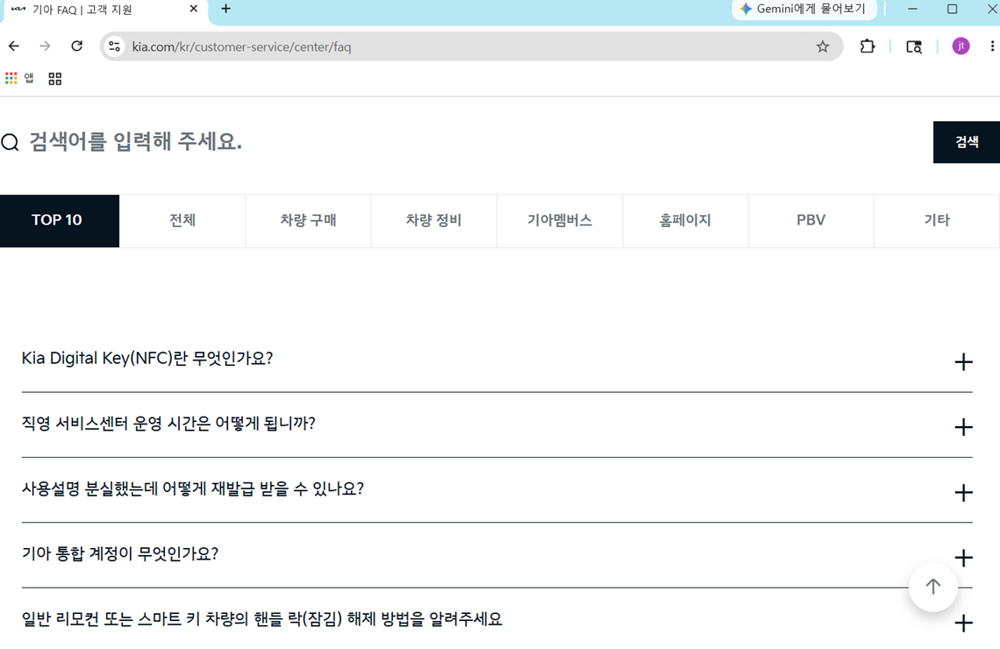 기아 FAQ | 고객 지원
Gemini에게 물어보기
kia.com/kr/customer-service/center/faq
jt
앱
검색어를 입력해 주세요.
검색
TOP 10 전체 차량 구매 차량 정비 기아멤버스 홈페이지 PBV 기타
Kia Digital Key(NFC)란 무엇인가요?
직영 서비스센터 운영 시간은 어떻게 됩니까?
사용설명 분실했는데 어떻게 재발급 받을 수 있나요?
기아 통합 계정이 무엇인가요?
일반 리모컨 또는 스마트 키 차량의 핸들 락(잠김) 해제 방법을 알려주세요